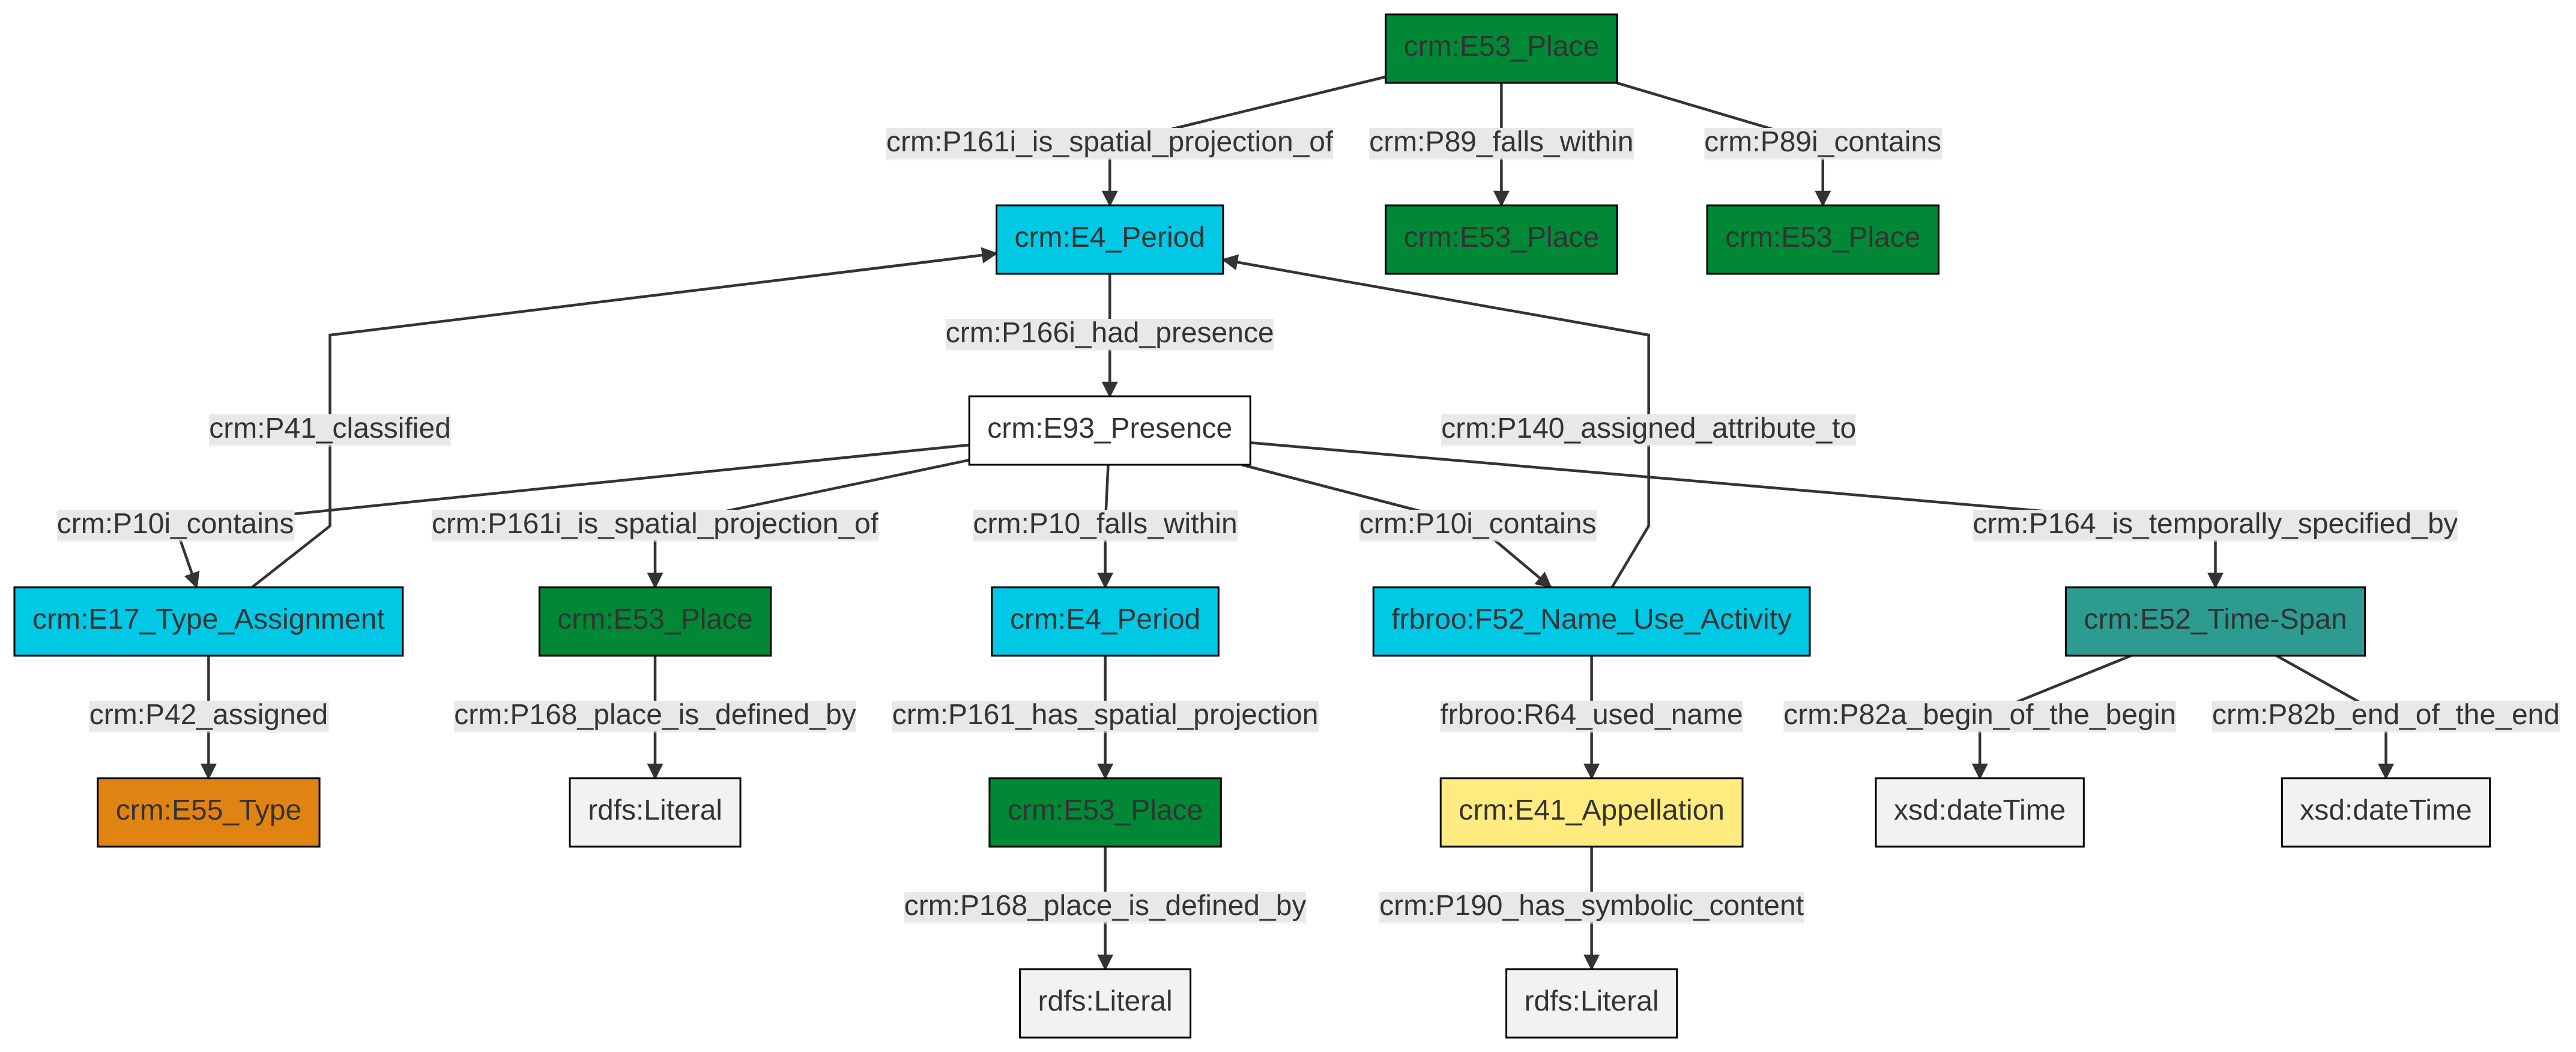 crm:E53_Place
crm:P161i_is_spatial_projection_of
crm:P89_falls_within
crm:P89i_contains
crm:E4_Period
crm:E53_Place
crm:E53_Place
crm:P166i_had_presence
crm:P41_classified
crm:E93_Presence
crm:P140_assigned_attribute_to
crm:P10i_contains
crm:P161i_is_spatial_projection_of
crm:P10_falls_within
crm:P10i_contains
crm:P164_is_temporally_specified_by
crm:E17_Type_Assignment
crm:E53_Place
crm:E4_Period
frbroo:F52_Name_Use_Activity
crm:E52_Time-Span
crm:P42_assigned
crm:P168_place_is_defined_by
crm:P161_has_spatial_projection
frbroo:R64_used_name
crm:P82a_begin_of_the_begin
crm:P82b_end_of_the_end
crm:E55_Type
rdfs:Literal
crm:E53_Place
crm:E41_Appellation
xsd:dateTime
xsd:dateTime
crm:P168_place_is_defined_by
crm:P190_has_symbolic_content
rdfs:Literal
rdfs:Literal